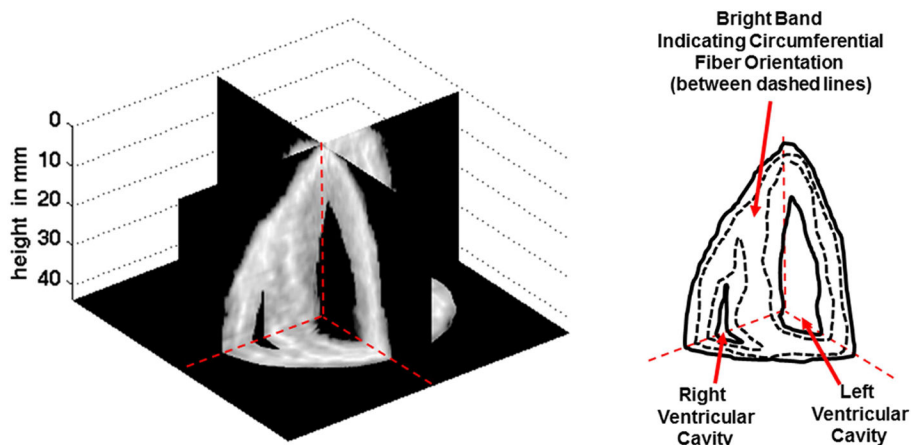 Bright Band
Indicating Circumferential
Fiber Orientation
(between dashed lines)
0
10
20
30
40
height in mm
Right
Ventricular
Cavity
Left
Ventricular
Cavity